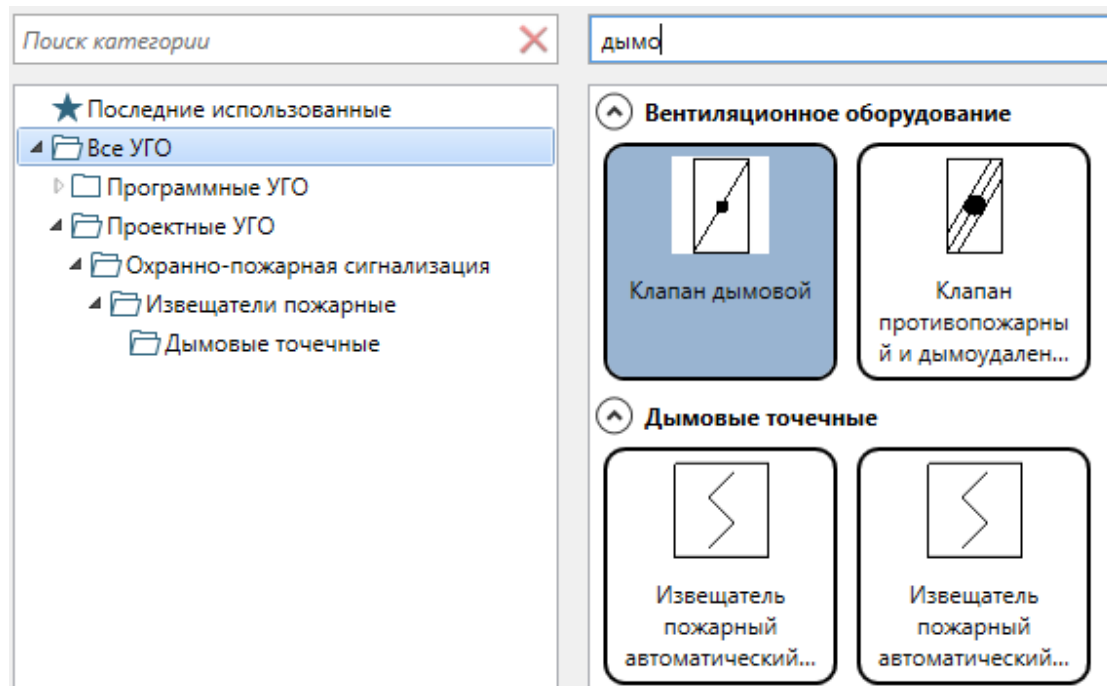 Поиск категории
Последние использованные
Все УГО
Программные УГО
Проектные УГО
Охранно-пожарная сигнализация
Извещатели пожарные
Дымовые точечные
дымо
Вентиляционное оборудование
Клапан дымовой
Клапан
противопожарны
й и дымоудален...
Дымовые точечные
Извещатель
пожарный
автоматический...
Извещатель
пожарный
автоматический...